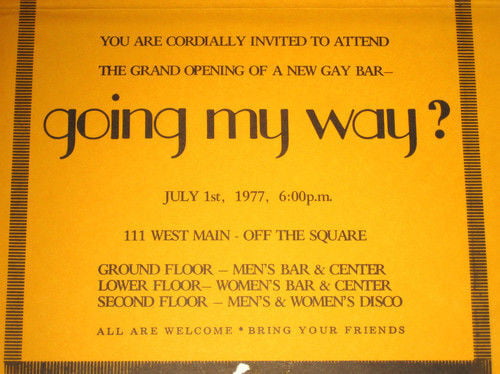 YOU ARE CORDIALLY INVITED TO ATTEND
THE GRAND OPENING OF A NEW GAY BAR—
going my way?
JULY 1st, 1977, 6:00p.m.
111 WEST MAIN - OFF THE SQUARE
GROUND FLOOR — MEN'S BAR & CENTER
LOWER FLOOR— WOMEN'S BAR & CENTER
SECOND FLOOR — MEN'S & WOMEN'S DISCO
ALL ARE WELCOME * BRING YOUR FRIENDS